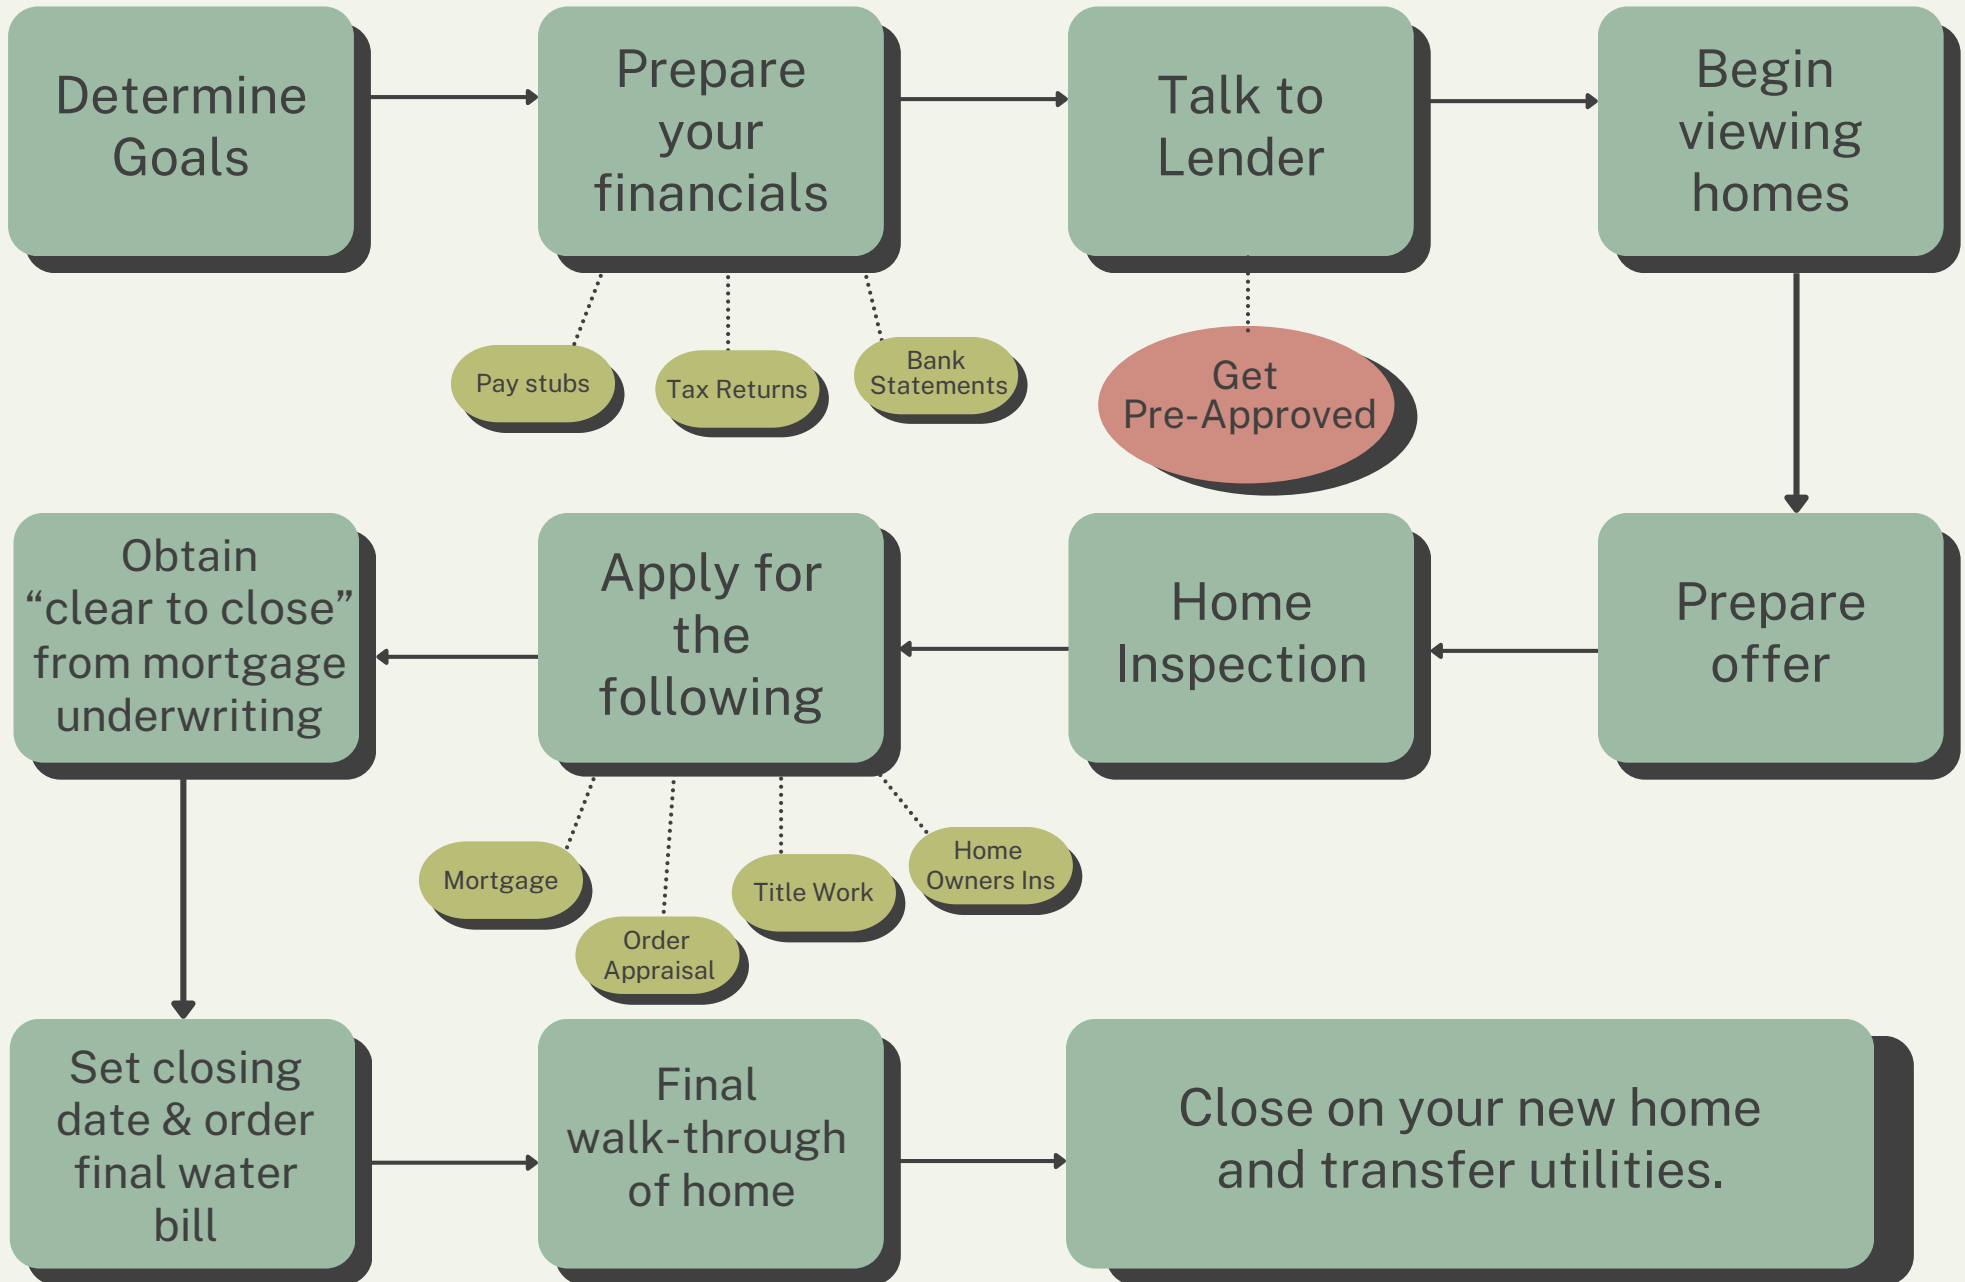 Determine
Goals
Prepare
your
financials
Talk to
Lender
Begin
viewing
homes
Pay stubs
Tax Returns
Bank
Statements
Get
Pre-Approved
Prepare
offer
Home
Inspection
Apply for
the
following
Mortgage
Order
Appraisal
Title Work
Home
Owners Ins
Obtain
“clear to close”
from mortgage
underwriting
Set closing
date & order
final water
bill
Final
walk-through
of home
Close on your new home
and transfer utilities.